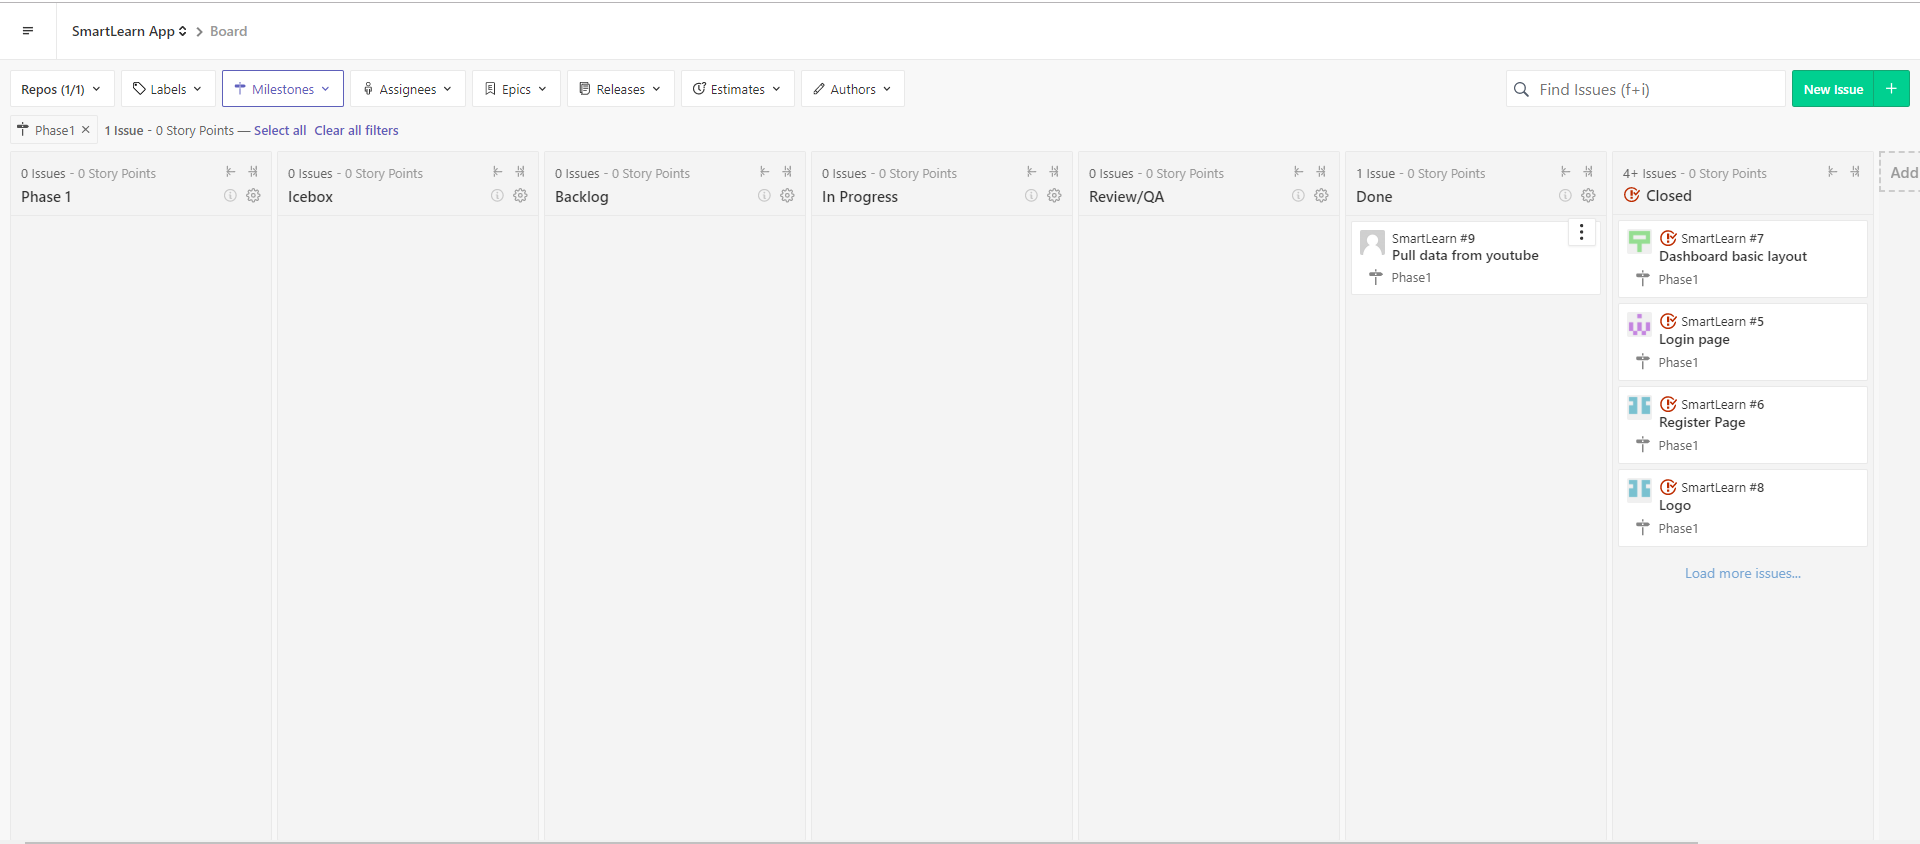 SmartLearn App > Board
Repos (1/1)
Labels
Milestones
Assignees
Epics
Releases
Estimates
Authors
Find Issues (f+i)
New Issue +
Phase1 × 1 Issue - 0 Story Points — Select all Clear all filters
0 Issues - 0 Story Points
Phase 1
0 Issues - 0 Story Points
Icebox
0 Issues - 0 Story Points
Backlog
0 Issues - 0 Story Points
In Progress
0 Issues - 0 Story Points
Review/QA
1 Issue - 0 Story Points
Done
SmartLearn #9
Pull data from youtube
Phase1
4+ Issues - 0 Story Points
Closed
SmartLearn #7
Dashboard basic layout
Phase1
SmartLearn #5
Login page
Phase1
SmartLearn #6
Register Page
Phase1
SmartLearn #8
Logo
Phase1
Load more issues...
Add